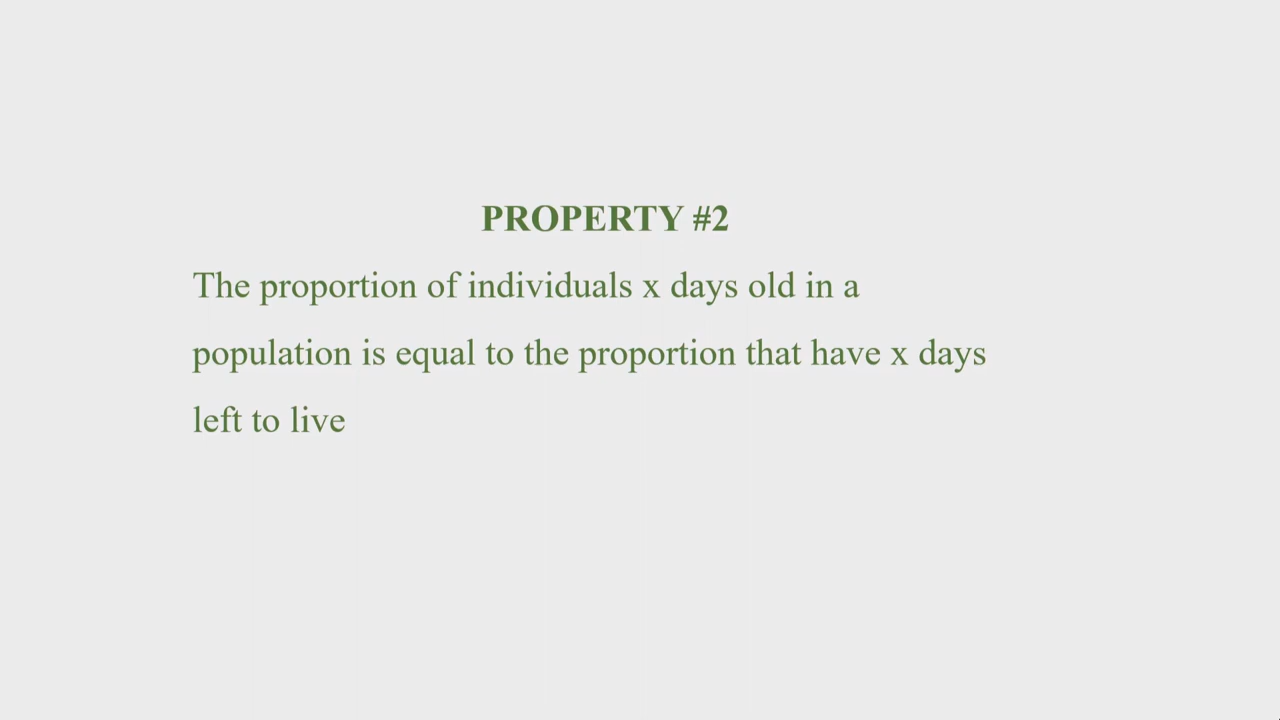 PROPERTY #2
The proportion of individuals x days old in a
population is equal to the proportion that have x days
left to live